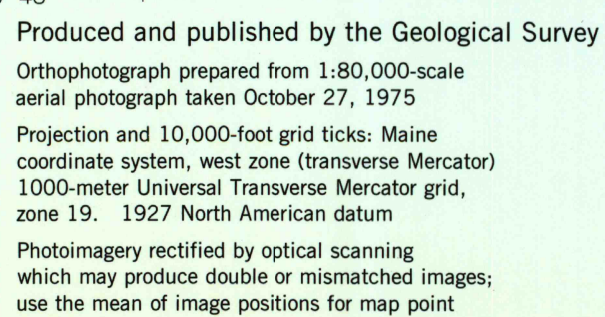 Produced and published by the Geological Survey
Orthophotograph prepared from 1:80,000-scale
aerial photograph taken October 27, 1975
Projection and 10,000-foot grid ticks: Maine
coordinate system, west zone (transverse Mercator)
1000-meter Universal Transverse Mercator grid,
zone 19. 1927 North American datum
Photoimagery rectified by optical scanning
which may produce double or mismatched images;
use the mean of image positions for map point